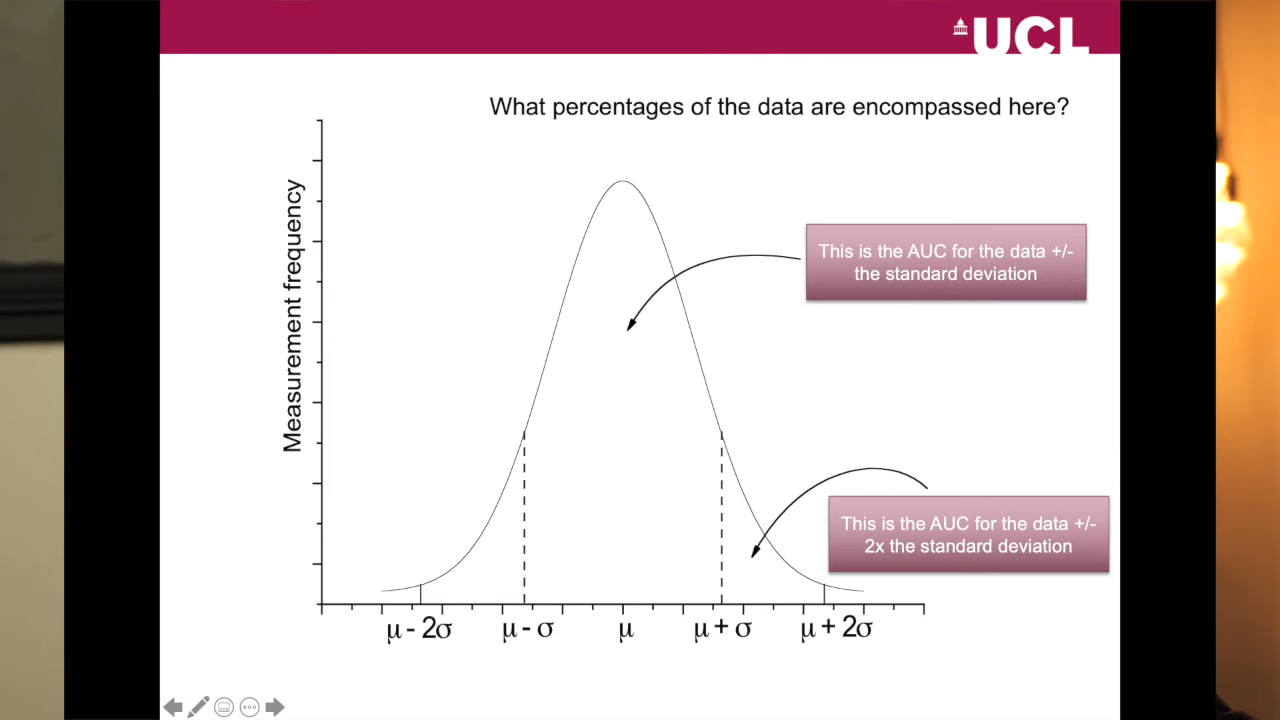 UCL
What percentages of the data are encompassed here?
Measurement frequency
This is the AUC for the data +/-
the standard deviation
This is the AUC for the data +/-
2x the standard deviation
μ - 2σ
μ - σ
μ
μ + σ
μ + 2σ